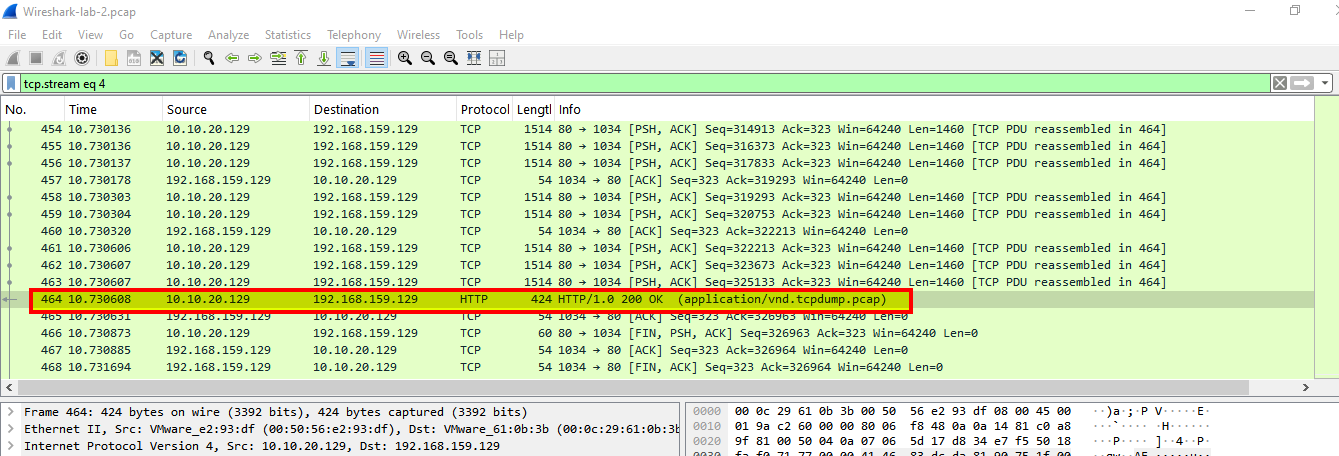 Wireshark-lab-2.pcap
File Edit View Go Capture Analyze Statistics Telephony Wireless Tools Help
tcp.stream eq 4
No. Time Source Destination Protocol Lengtl Info
454 10.730136 10.10.20.129 192.168.159.129 TCP 1514 80 → 1034 [PSH, ACK] Seq=314913 Ack=323 Win=64240 Len=1460 [TCP PDU reassembled in 464]
455 10.730136 10.10.20.129 192.168.159.129 TCP 1514 80 → 1034 [PSH, ACK] Seq=316373 Ack=323 Win=64240 Len=1460 [TCP PDU reassembled in 464]
456 10.730137 10.10.20.129 192.168.159.129 TCP 1514 80 → 1034 [PSH, ACK] Seq=317833 Ack=323 Win=64240 Len=1460 [TCP PDU reassembled in 464]
457 10.730178 192.168.159.129 10.10.20.129 TCP 54 1034 → 80 [ACK] Seq=323 Ack=319293 Win=64240 Len=0
458 10.730303 10.10.20.129 192.168.159.129 TCP 1514 80 → 1034 [PSH, ACK] Seq=319293 Ack=323 Win=64240 Len=1460 [TCP PDU reassembled in 464]
459 10.730304 10.10.20.129 192.168.159.129 TCP 1514 80 → 1034 [PSH, ACK] Seq=320753 Ack=323 Win=64240 Len=1460 [TCP PDU reassembled in 464]
460 10.730320 192.168.159.129 10.10.20.129 TCP 54 1034 → 80 [ACK] Seq=323 Ack=322213 Win=64240 Len=0
461 10.730606 10.10.20.129 192.168.159.129 TCP 1514 80 → 1034 [PSH, ACK] Seq=322213 Ack=323 Win=64240 Len=1460 [TCP PDU reassembled in 464]
462 10.730607 10.10.20.129 192.168.159.129 TCP 1514 80 → 1034 [PSH, ACK] Seq=323673 Ack=323 Win=64240 Len=1460 [TCP PDU reassembled in 464]
463 10.730607 10.10.20.129 192.168.159.129 TCP 1514 80 → 1034 [PSH, ACK] Seq=325133 Ack=323 Win=64240 Len=1460 [TCP PDU reassembled in 464]
464 10.730608 10.10.20.129 192.168.159.129 HTTP 424 HTTP/1.0 200 OK (application/vnd.tcpdump.pcap)
465 10.730631 192.168.159.129 10.10.20.129 TCP 54 1034 → 80 [ACK] Seq=323 Ack=326963 Win=64240 Len=0
466 10.730873 10.10.20.129 192.168.159.129 TCP 60 80 → 1034 [FIN, PSH, ACK] Seq=326963 Ack=323 Win=64240 Len=0
467 10.730885 192.168.159.129 10.10.20.129 TCP 54 1034 → 80 [ACK] Seq=323 Ack=326964 Win=64240 Len=0
468 10.731694 192.168.159.129 10.10.20.129 TCP 54 1034 → 80 [FIN, ACK] Seq=323 Ack=326964 Win=64240 Len=0
Frame 464: 424 bytes on wire (3392 bits), 424 bytes captured (3392 bits)
Ethernet II, Src: VMware_e2:93:df (00:50:56:e2:93:df), Dst: VMware_61:0b:3b (00:0c:29:61:0b:3b
Internet Protocol Version 4, Src: 10.10.20.129, Dst: 192.168.159.129
0000 00 0c 29 61 0b 3b 00 50 56 e2 93 df 08 00 45 00 ··)a·;·P V·····E·
0010 01 9a c2 60 00 00 80 06 f8 48 0a 0a 14 81 c0 a8 ···`···· ·H······
0020 9f 81 00 50 04 0a 07 06 5d 17 d8 34 e7 f5 50 18 ···P···· ]··4··P·